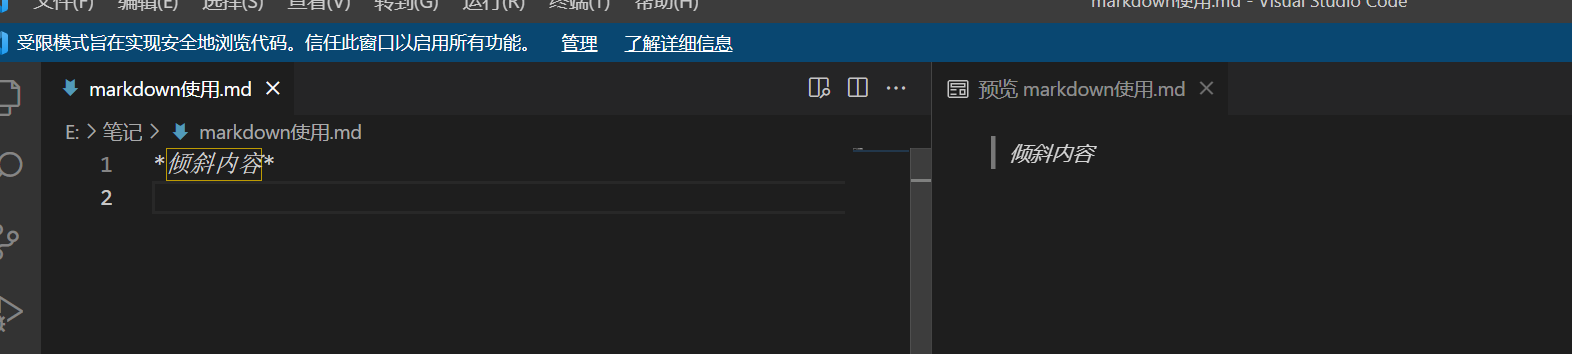 文件(F) 编辑(E) 选择(S) 查看(V) 转到(G) 运行(R) 终端(T) 帮助(H) markdown使用.md - Visual Studio Code
受限模式旨在实现安全地浏览代码。信任此窗口以启用所有功能。 管理 了解详细信息
markdown使用.md 预览 markdown使用.md
E: > 笔记 > markdown使用.md
1 *倾斜内容* 倾斜内容
2